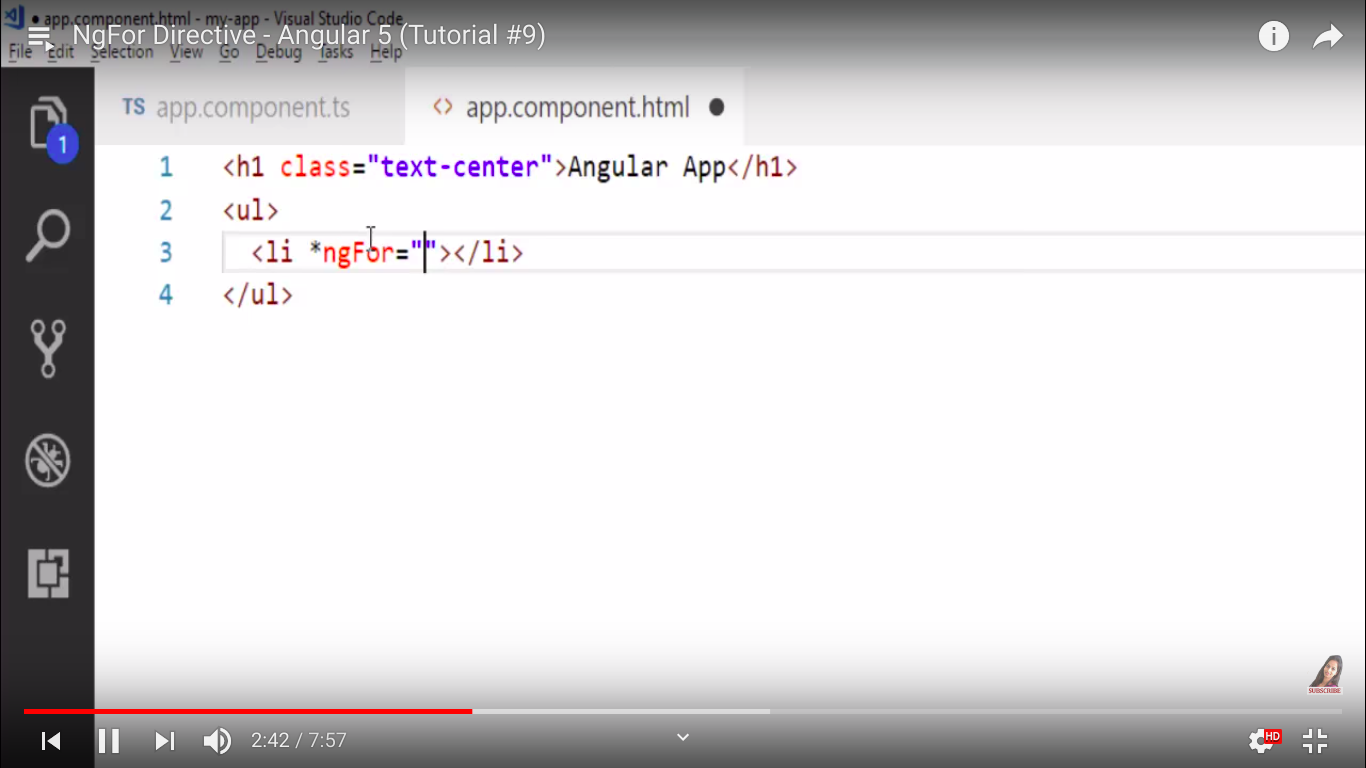 ● app.component.html - my-app - Visual Studio Code
NgFor Directive - Angular 5 (Tutorial #9)
File Edit Selection View Go Debug Tasks Help
TS app.component.ts
<> app.component.html ●
1
1 <h1 class="text-center">Angular App</h1>
2 <ul>
3 <li *ngFor=""></li>
4 </ul>
SUBSCRIBE
2:42 / 7:57
HD